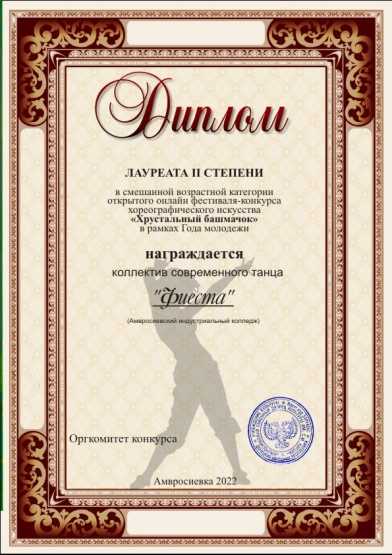 Диплом
ЛАУРЕАТА II СТЕПЕНИ
в смешанной возрастной категории
открытого онлайн фестиваля-конкурса
хореографического искусства
«Хрустальный башмачок»
в рамках Года молодежи
награждается
коллектив современного танца
"Фиеста"
(Амвросиевский индустриальный колледж)
Оргкомитет конкурса
Амвросиевка 2022